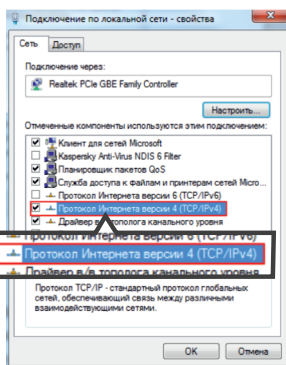 Подключение по локальной сети - свойства
Сеть Доступ
Подключение через:
Realtek PCIe GBE Family Controller
Настроить...
Отмеченные компоненты используются этим подключением:
Клиент для сетей Microsoft
Kaspersky Anti-Virus NDIS 6 Filter
Планировщик пакетов QoS
Служба доступа к файлам и принтерам сетей Micro...
Протокол Интернета версии 6 (TCP/IPv6)
Протокол Интернета версии 4 (TCP/IPv4)
Драйвер тополога канального уровня
Протокол Интернета версии 6 (TCP/IPv6)
Протокол Интернета версии 4 (TCP/IPv4)
Драйвер в/в тополога канального уровня
Протокол TCP/IP - стандартный протокол глобальных
сетей, обеспечивающий связь между различными
взаимодействующими сетями.
OK Отмена